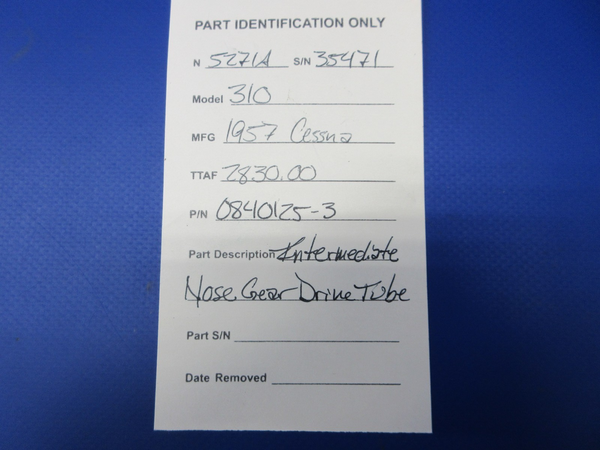 PART IDENTIFICATION ONLY
N 5271A S/N 35471
Model 310
MFG 1957 Cessna
TTAF 2830.00
P/N 0840125-3
Part Description Intermediate
Nose Gear Drive Tube
Part S/N
Date Removed